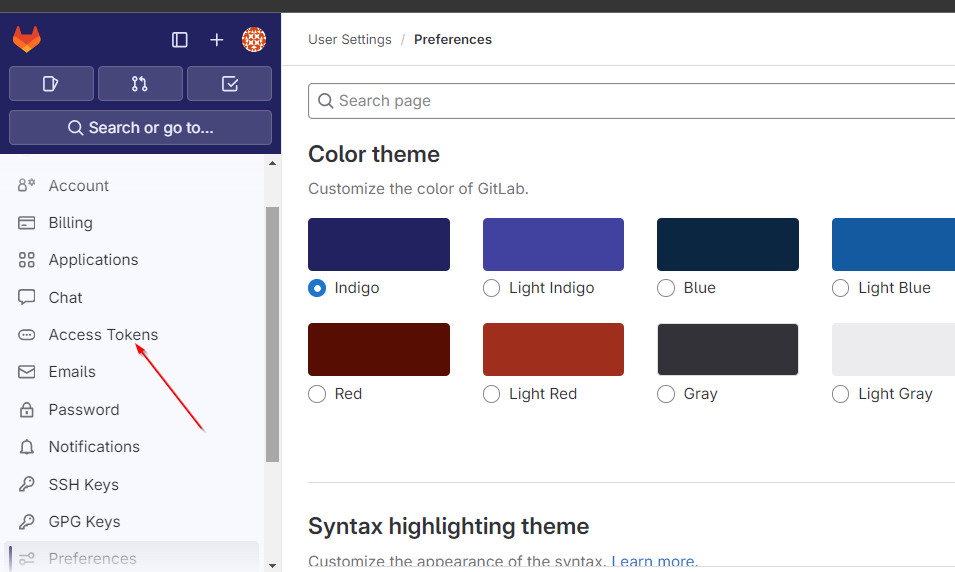 User Settings / Preferences
Search or go to...
Account
Billing
Applications
Chat
Access Tokens
Emails
Password
Notifications
SSH Keys
GPG Keys
Preferences
Search page
Color theme
Customize the color of GitLab.
Indigo
Light Indigo
Blue
Light Blue
Red
Light Red
Gray
Light Gray
Syntax highlighting theme
Customize the appearance of the syntax. Learn more.